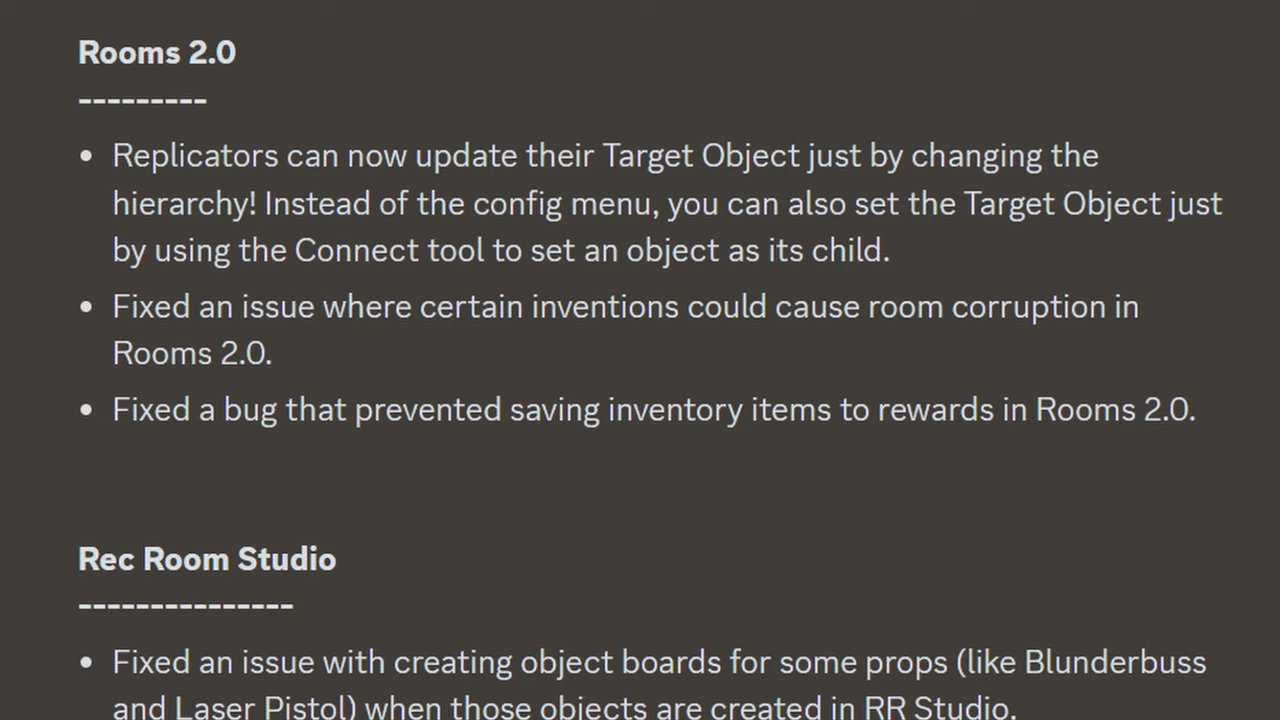 Rooms 2.0
---------
• Replicators can now update their Target Object just by changing the
hierarchy! Instead of the config menu, you can also set the Target Object just
by using the Connect tool to set an object as its child.
• Fixed an issue where certain inventions could cause room corruption in
Rooms 2.0.
• Fixed a bug that prevented saving inventory items to rewards in Rooms 2.0.
Rec Room Studio
---------------
• Fixed an issue with creating object boards for some props (like Blunderbuss
and Laser Pistol) when those objects are created in RR Studio.